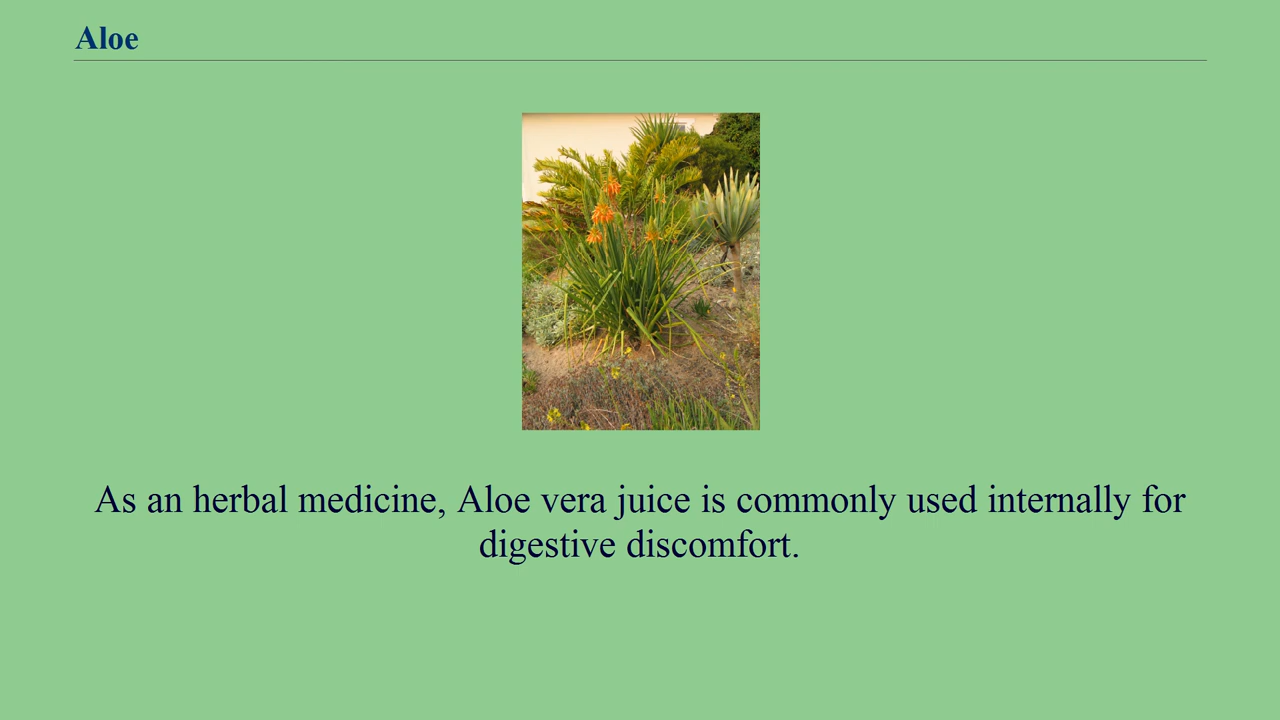 Aloe
As an herbal medicine, Aloe vera juice is commonly used internally for
digestive discomfort.